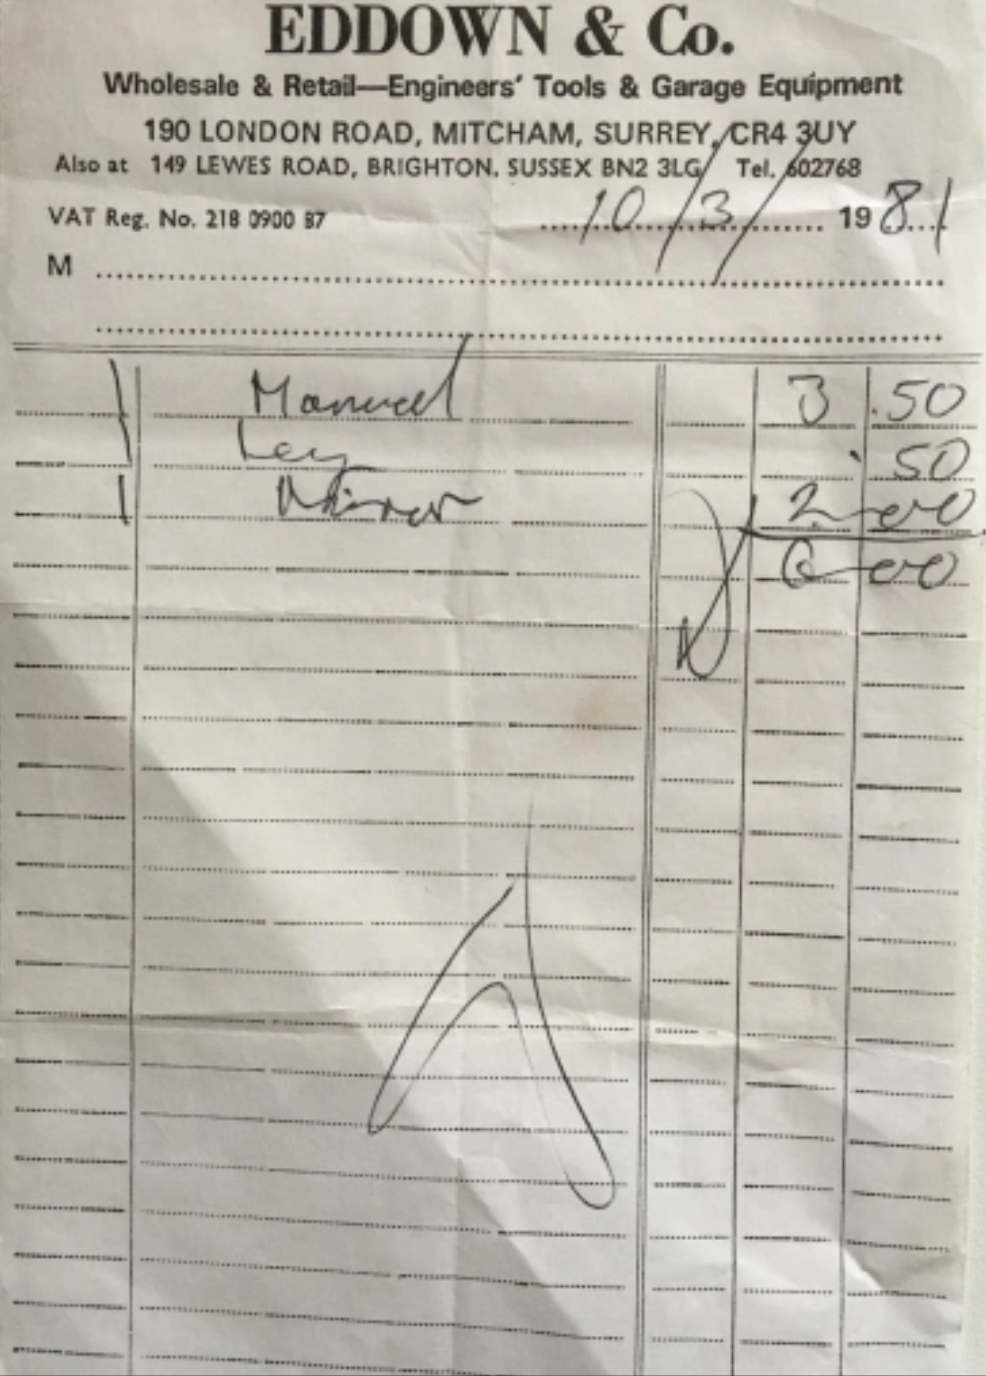 EDDOWN & Co.
Wholesale & Retail—Engineers' Tools & Garage Equipment
190 LONDON ROAD, MITCHAM, SURREY, CR4 3UY
Also at 149 LEWES ROAD, BRIGHTON, SUSSEX BN2 3LG Tel. 602768
VAT Reg. No. 218 0900 87 10/3/ 1981
M
1 Manual 3.50
1 Key .50
1 Mirror 2-00
6-00